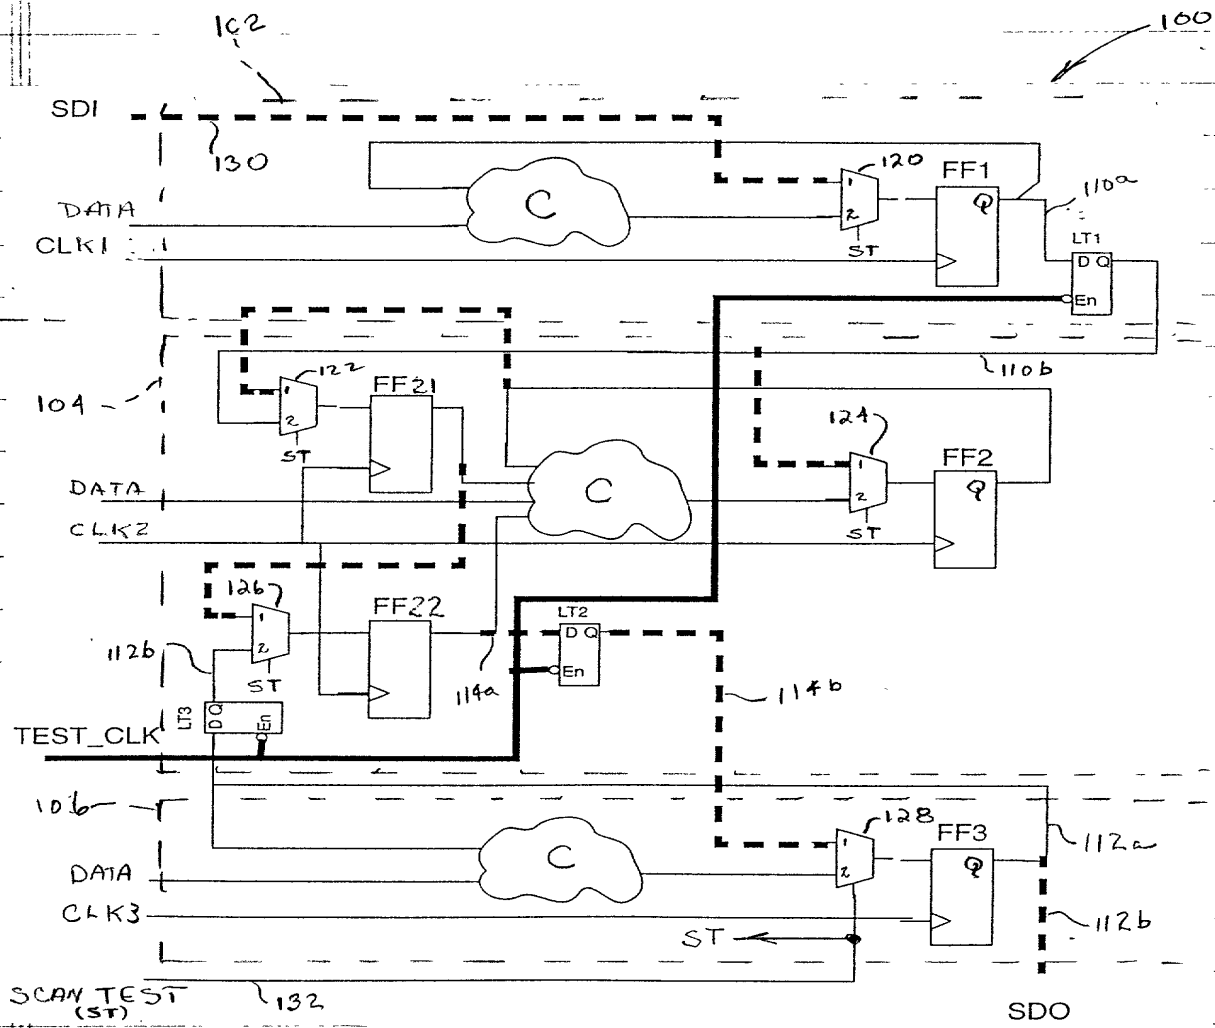 102
100
SDI
130
120
FF1
110a
C
1
Q
DATA
2
CLK1
ST
LT1
D Q
En
110b
122
FF21
104
1
2
ST
124
FF2
1
Q
DATA
C
2
CLK2
ST
126
FF22
LT2
1
D Q
2
112b
En
ST
114a
114b
LT3
D Q
En
TEST_CLK
106
128
FF3
1
Q
112a
C
2
DATA
CLK3
112b
ST
SCAN TEST
(ST)
132
SDO